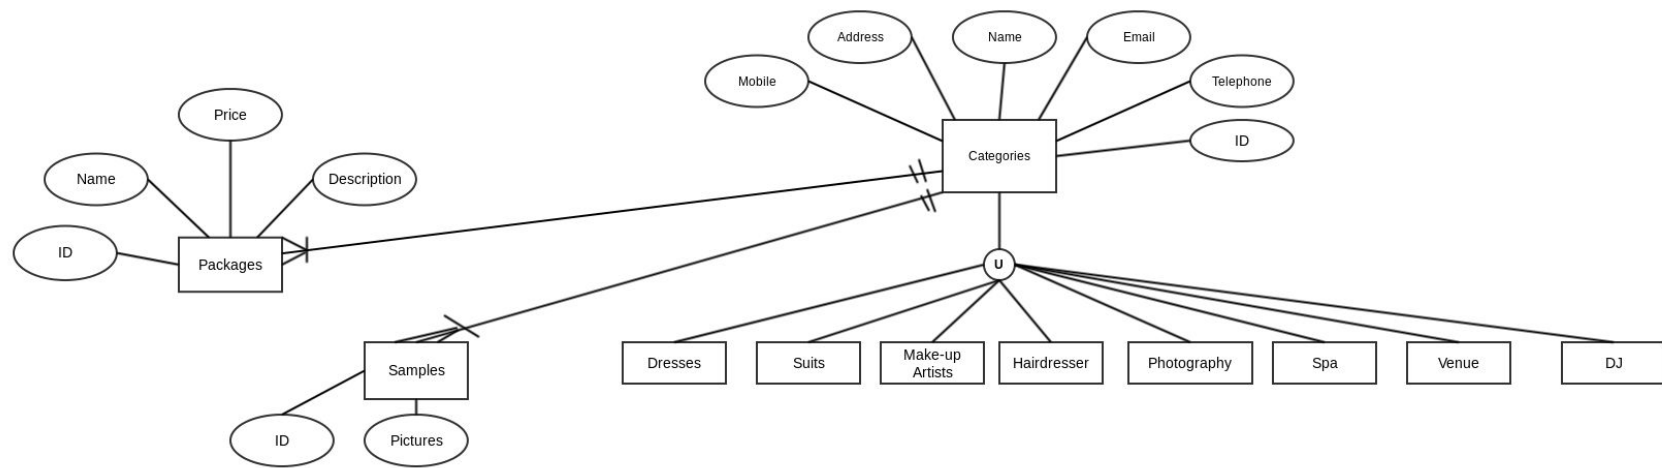 Address
Name
Email
Mobile
Telephone
Price
ID
Categories
Name
Description
ID
Packages
U
Dresses
Suits
Make-up
Artists
Hairdresser
Photography
Spa
Venue
DJ
Samples
ID
Pictures